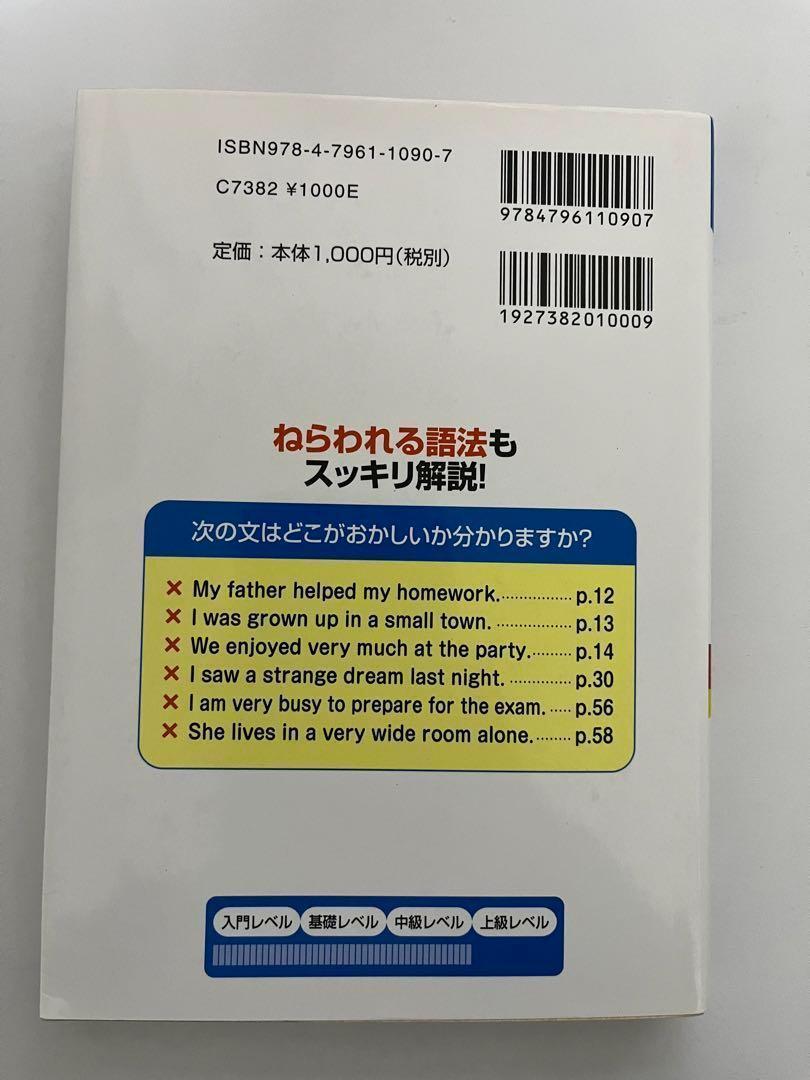 ISBN978-4-7961-1090-7
C7382 ¥1000E
定価：本体1,000円（税別）
9784796110907
1927382010009
ねらわれる語法も
スッキリ解説！
次の文はどこがおかしいか分かりますか？
× My father helped my homework.................. p.12
× I was grown up in a small town. .................. p.13
× We enjoyed very much at the party.......... p.14
× I saw a strange dream last night. ............... p.30
× I am very busy to prepare for the exam. ..... p.56
× She lives in a very wide room alone......... p.58
入門レベル 基礎レベル 中級レベル 上級レベル